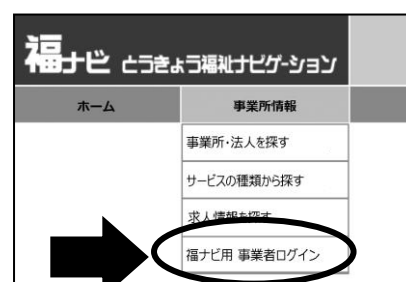 福ナビ とうきょう福祉ナビゲーション
ホーム 事業所情報
事業所・法人を探す
サービスの種類から探す
求人情報を探す
福ナビ用 事業者ログイン